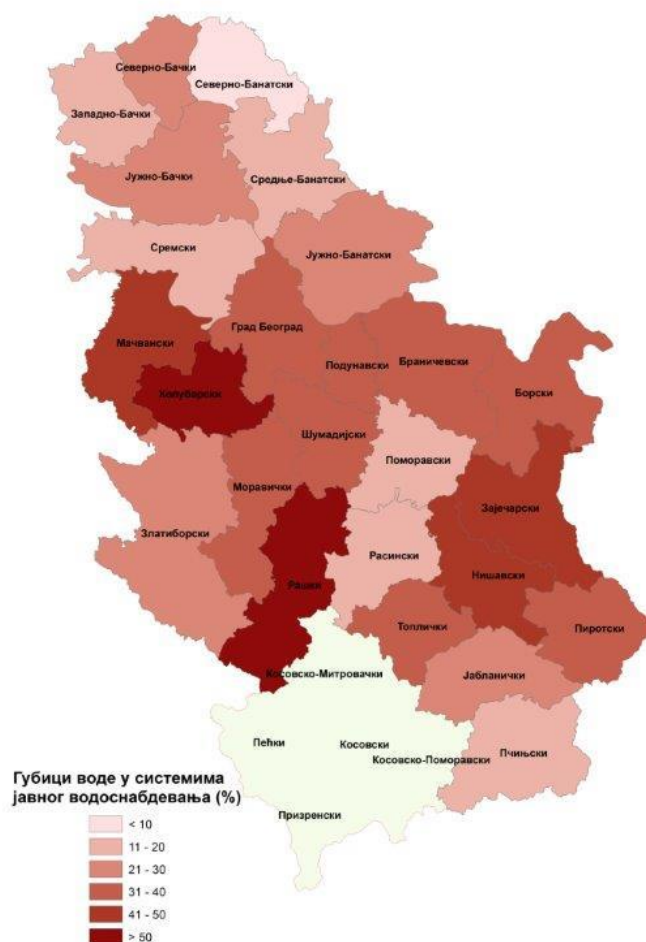 Северно-Бачки
Северно-Банатски
Западно-Бачки
Јужно-Бачки
Средње-Банатски
Сремски
Јужно-Банатски
Град Београд
Мачвански
Подунавски
Браничевски
Борски
Колубарски
Шумадијски
Поморавски
Моравички
Зајечарски
Златиборски
Расински
Рашки
Нишавски
Топлички
Пиротски
Јабланички
Косовско-Митровачки
Пећки
Косовски
Косовско-Поморавски
Пчињски
Призренски
Губици воде у системима
јавног водоснабдевања (%)
< 10
11 - 20
21 - 30
31 - 40
41 - 50
> 50